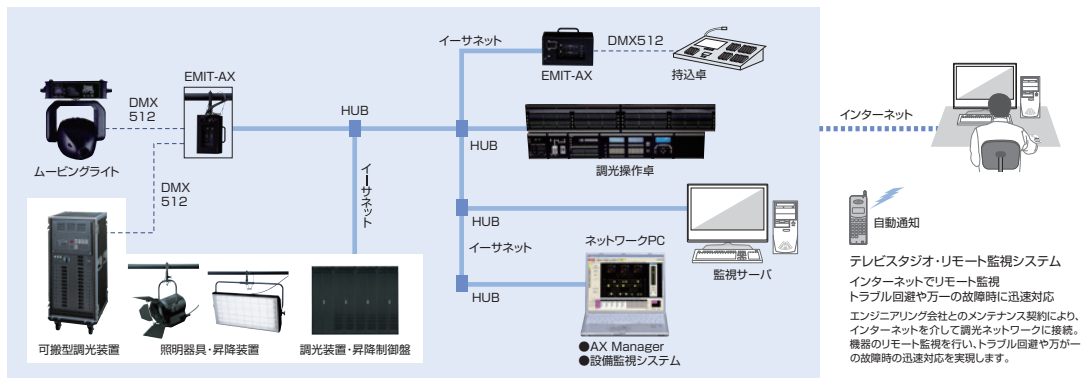 イーサネット
DMX512
EMIT-AX
持込卓
EMIT-AX
DMX
512
HUB
HUB
調光操作卓
インターネット
ムービングライト
DMX
512
イーサネット
HUB
イーサネット
ネットワークPC
監視サーバ
HUB
自動通知
可搬型調光装置
照明器具・昇降装置
調光装置・昇降制御盤
●AX Manager
●設備監視システム
テレビスタジオ・リモート監視システム
インターネットでリモート監視
トラブル回避や万一の故障時に迅速対応
エンジニアリング会社とのメンテナンス契約により、
インターネットを介して調光ネットワークに接続。
機器のリモート監視を行い、トラブル回避や万が一
の故障時の迅速対応を実現します。